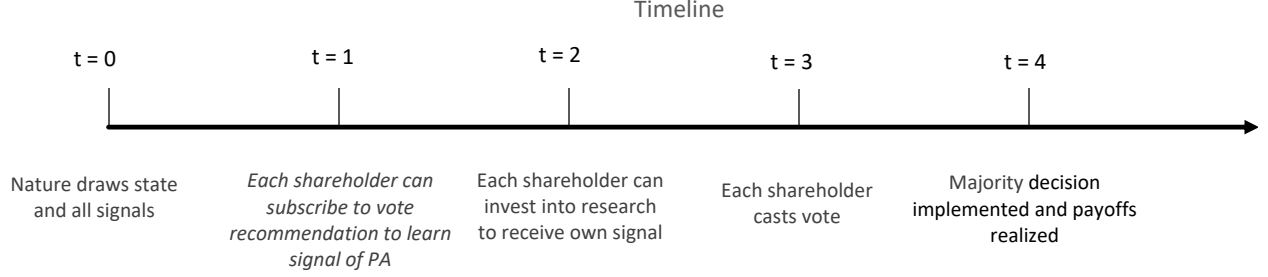 Timeline
t = 0
t = 1
t = 2
t = 3
t = 4
Nature draws state
and all signals
Each shareholder can
subscribe to vote
recommendation to learn
signal of PA
Each shareholder can
invest into research
to receive own signal
Each shareholder
casts vote
Majority decision
implemented and payoffs
realized